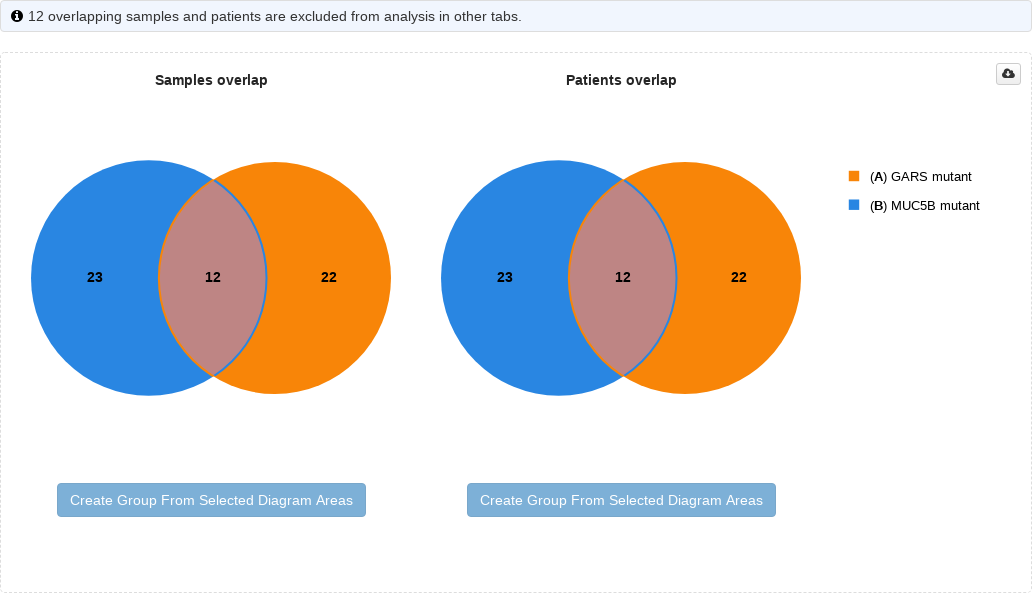 12 overlapping samples and patients are excluded from analysis in other tabs.
Samples overlap
Patients overlap
(A) GARS mutant
(B) MUC5B mutant
23 12 22
23 12 22
Create Group From Selected Diagram Areas
Create Group From Selected Diagram Areas